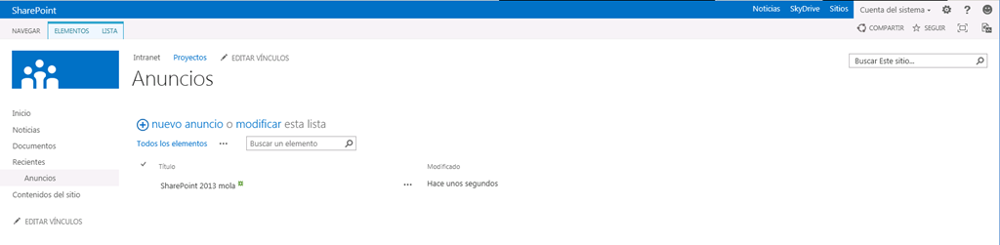 SharePoint Noticias SkyDrive Sitios Cuenta del sistema
NAVEGAR ELEMENTOS LISTA COMPARTIR SEGUIR
Intranet Proyectos EDITAR VÍNCULOS
Buscar Este sitio...
Anuncios
Inicio
Noticias
Documentos
Recientes
Anuncios
Contenidos del sitio
EDITAR VÍNCULOS
nuevo anuncio o modificar esta lista
Todos los elementos ••• Buscar un elemento
Título Modificado
SharePoint 2013 mola ••• Hace unos segundos